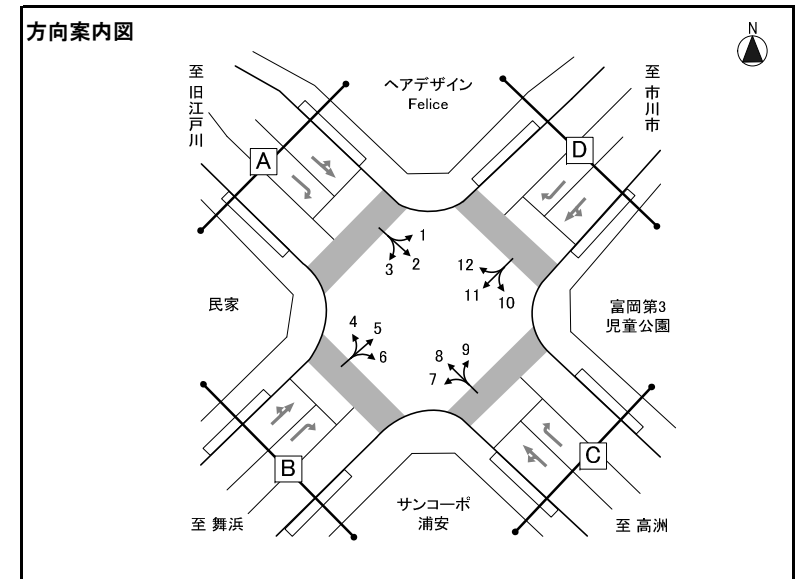 方向案内図
N
至旧江戸川
ヘアデザイン
Felice
至市川市
A
D
1
2
3
12
11
10
民家
富岡第3
児童公園
4
5
6
8
9
7
B
C
至 舞浜
サンコーポ
浦安
至 高洲